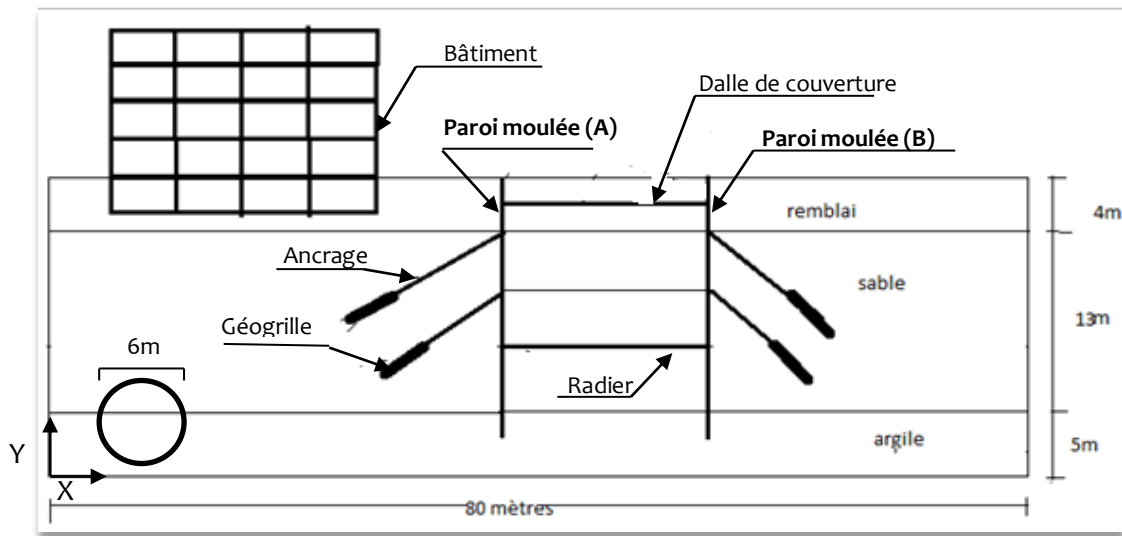 Bâtiment
Dalle de couverture
Paroi moulée (A)
Paroi moulée (B)
remblai
4m
Ancrage
sable
Géogrille
13m
6m
Radier
argile
5m
Y
X
80 mètres